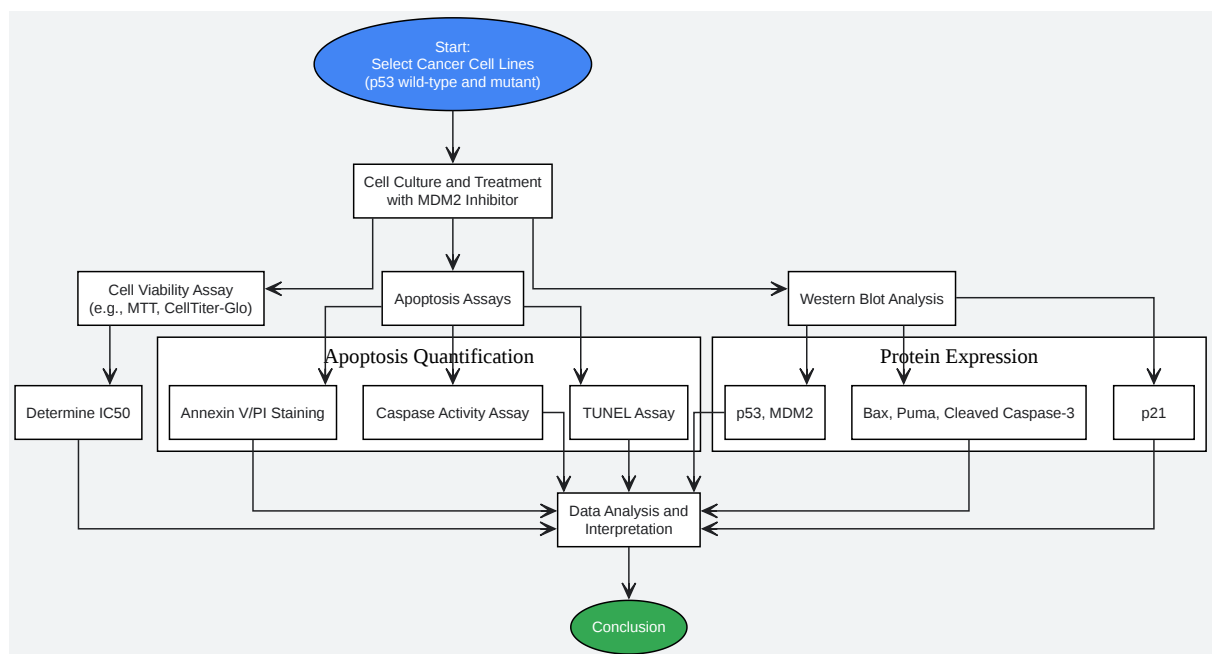 Start:
Select Cancer Cell Lines
(p53 wild-type and mutant)
Cell Culture and Treatment
with MDM2 Inhibitor
Cell Viability Assay
(e.g., MTT, CellTiter-Glo)
Apoptosis Assays
Western Blot Analysis
Apoptosis Quantification
Protein Expression
Determine IC50
Annexin V/PI Staining
Caspase Activity Assay
TUNEL Assay
p53, MDM2
Bax, Puma, Cleaved Caspase-3
p21
Data Analysis and
Interpretation
Conclusion